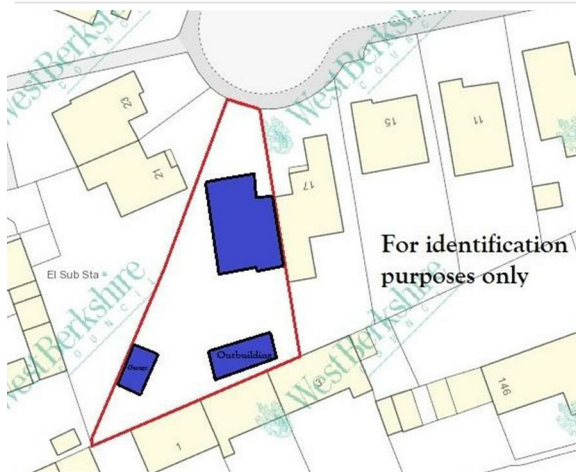 West Berkshire
COUNCIL
West Berkshire
COUNCIL
23
21
15
11
17
For identification
purposes only
El Sub Sta
West Berkshire
COUNCIL
West Berkshire
COUNCIL
Outbuilding
3
1
146